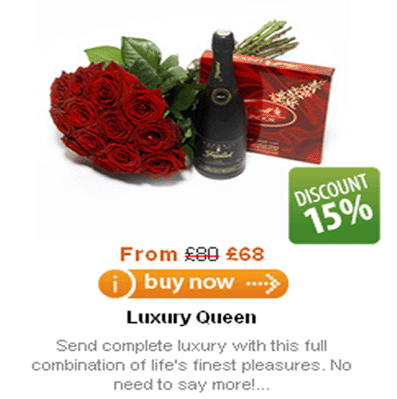 DISCOUNT
15%
From £80 £68
i buy now
Luxury Queen
Send complete luxury with this full
combination of life's finest pleasures. No
need to say more!...